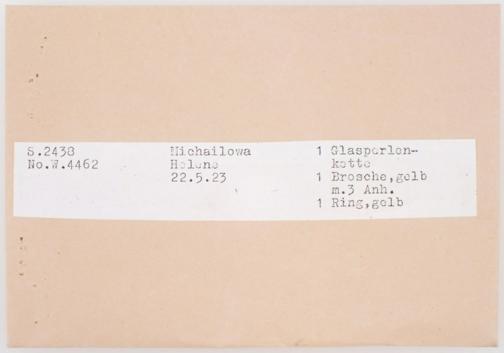 S.2438
No.W.4462
Michailowa
Helene
22.5.23
1 Glasperlen-
kette
1 Brosche,gelb
m.3 Anh.
1 Ring,gelb